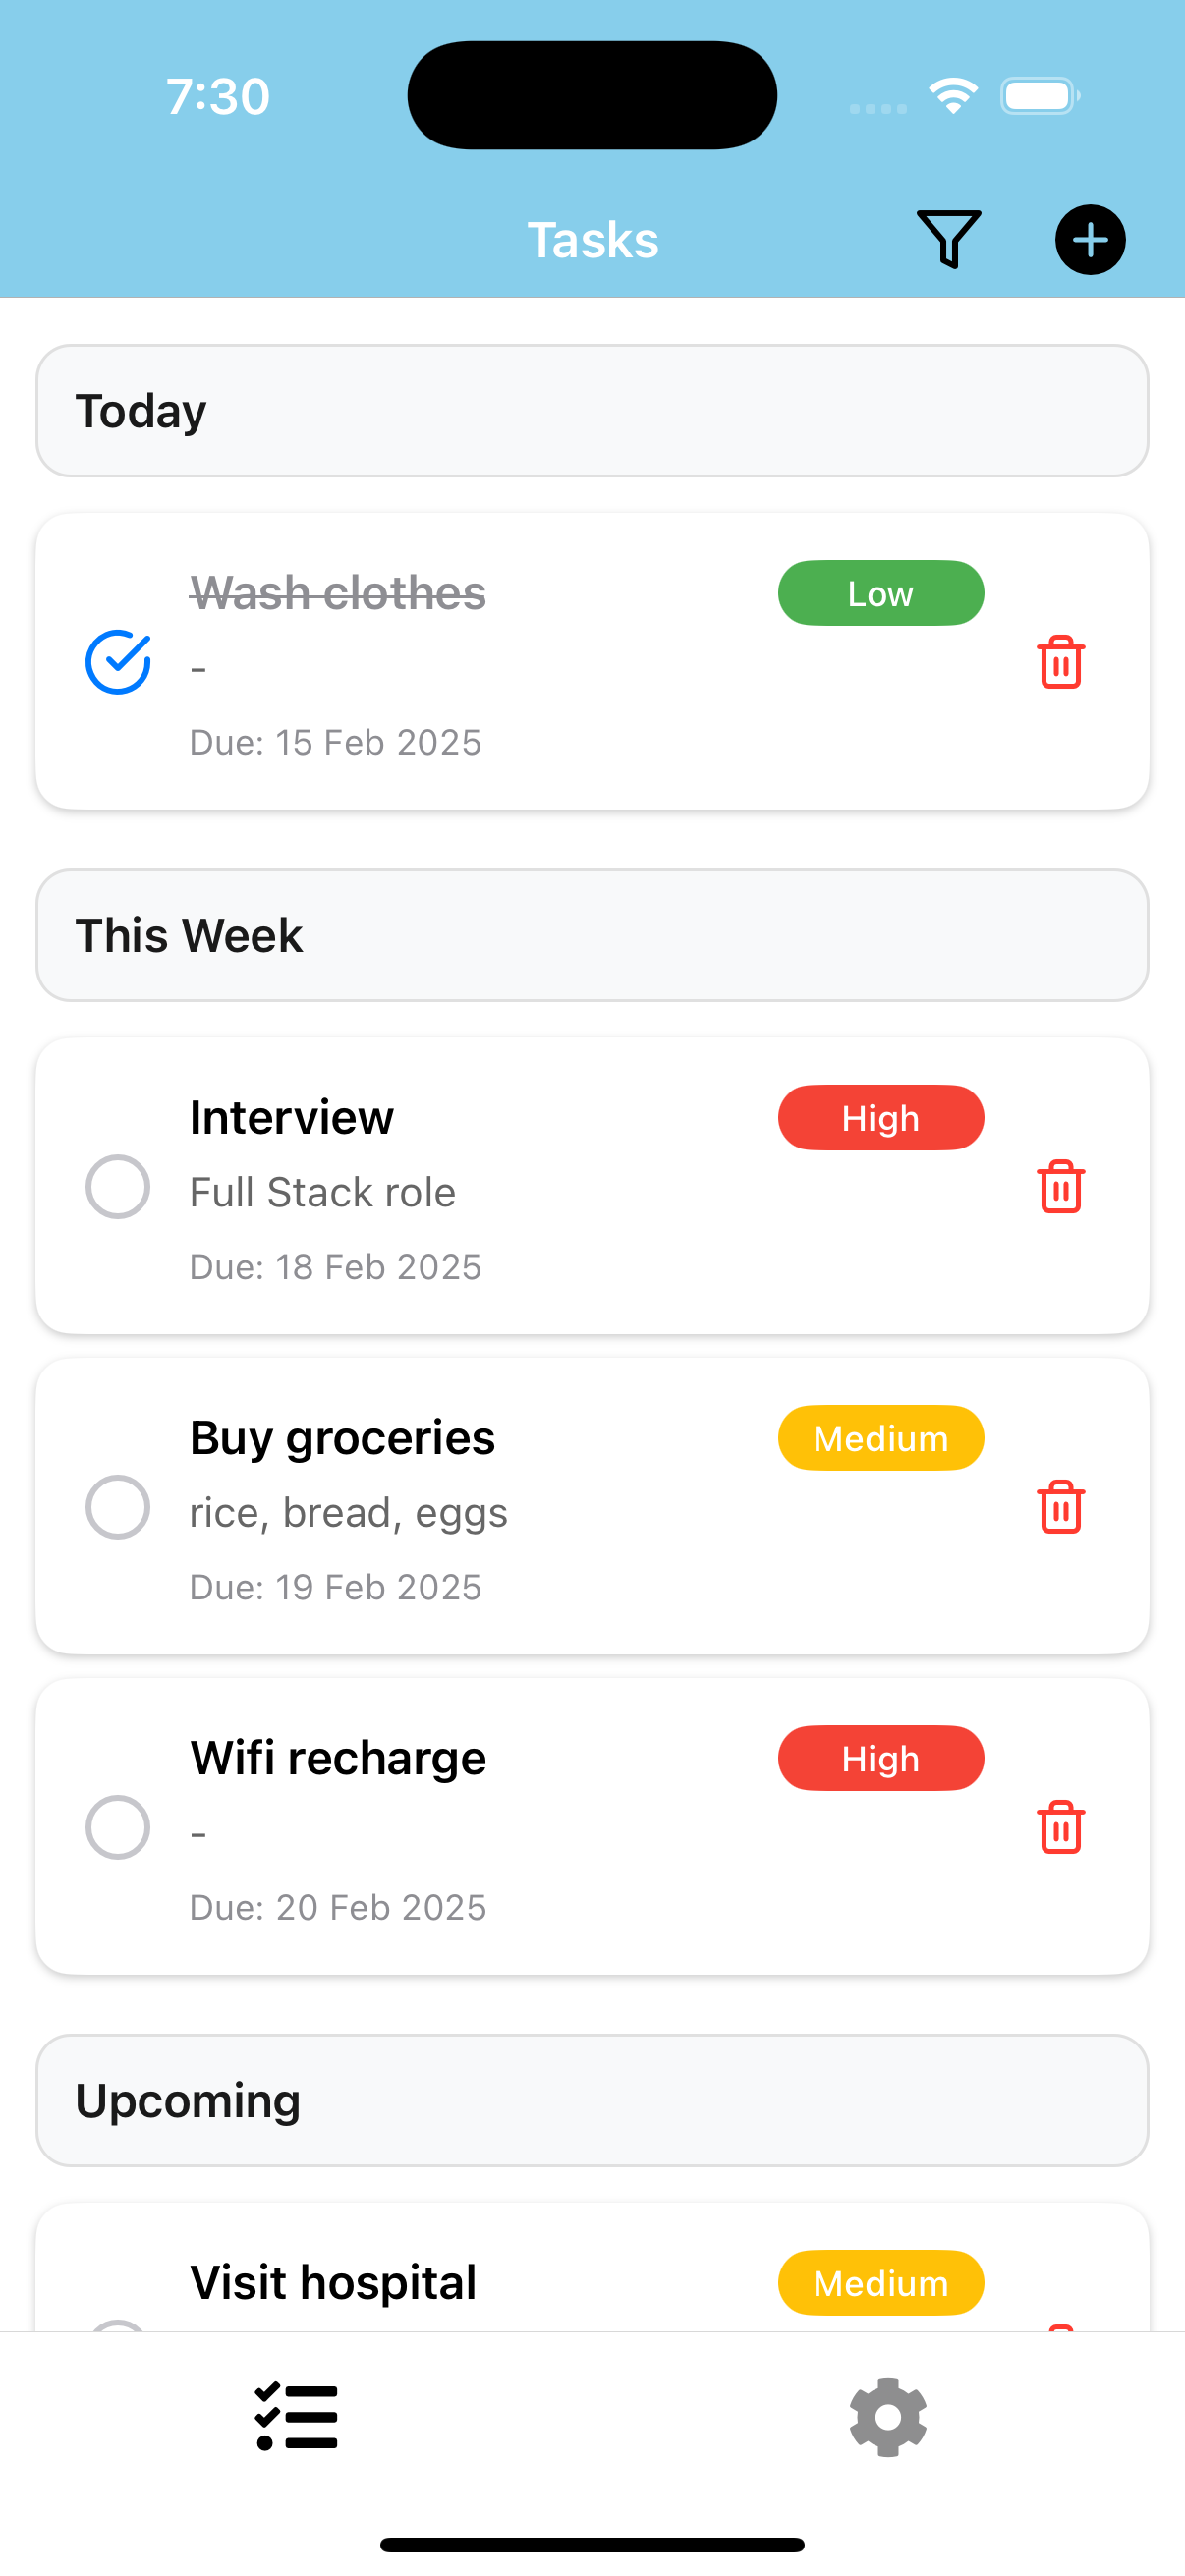 7:30
Tasks
Today
Wash clothes
Low
-
Due: 15 Feb 2025
This Week
Interview
High
Full Stack role
Due: 18 Feb 2025
Buy groceries
Medium
rice, bread, eggs
Due: 19 Feb 2025
Wifi recharge
High
-
Due: 20 Feb 2025
Upcoming
Visit hospital
Medium